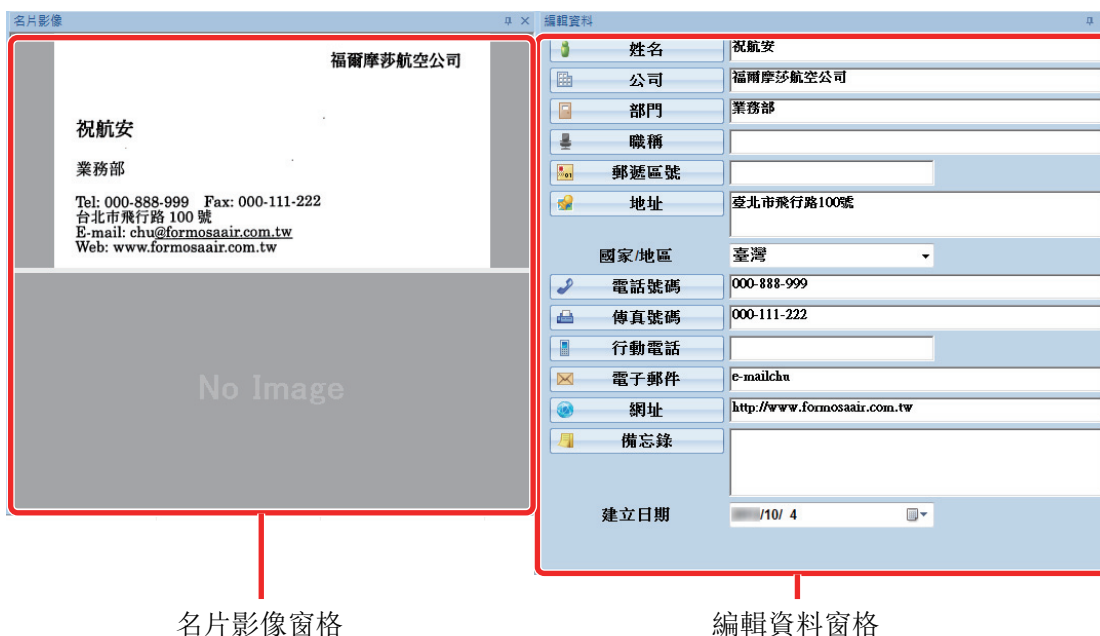 名片影像
福爾摩莎航空公司
祝航安
業務部
Tel: 000-888-999 Fax: 000-111-222
台北市飛行路 100 號
E-mail: chu@formosaair.com.tw
Web: www.formosaair.com.tw
No Image
編輯資料
姓名 祝航安
公司 福爾摩莎航空公司
部門 業務部
職稱
郵遞區號
地址 臺北市飛行路100號
國家/地區 臺灣
電話號碼 000-888-999
傳真號碼 000-111-222
行動電話
電子郵件 e-mailchu
網址 http://www.formosaair.com.tw
備忘錄
建立日期 /10/ 4
名片影像窗格
編輯資料窗格